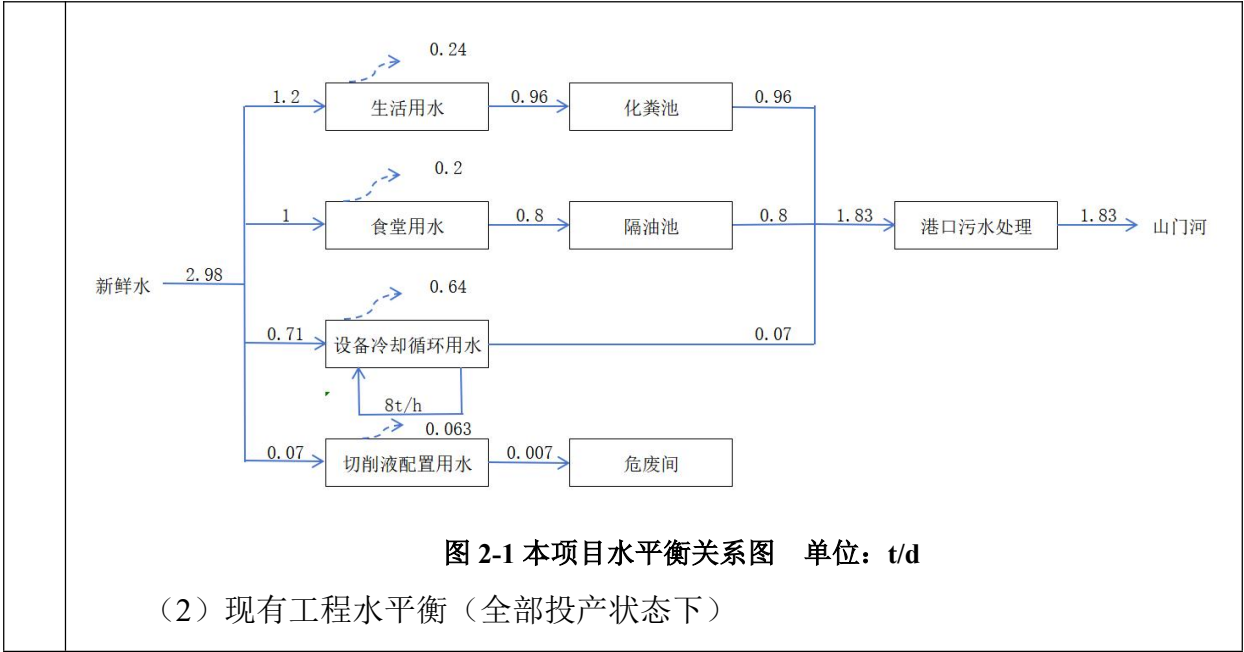 0.24
1.2
生活用水
0.96
化粪池
0.96
0.2
1
食堂用水
0.8
隔油池
0.8
1.83
港口污水处理
1.83
山门河
新鲜水
2.98
0.64
0.71
设备冷却循环用水
0.07
8t/h
0.063
0.07
切削液配置用水
0.007
危废间
图 2-1 本项目水平衡关系图 单位：t/d
（2）现有工程水平衡（全部投产状态下）